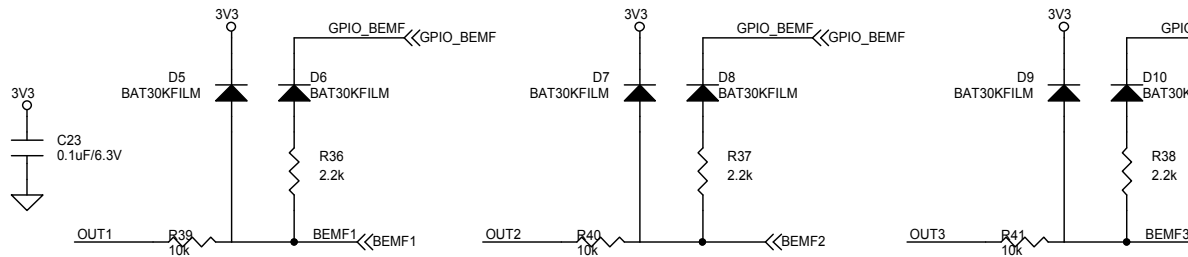 3V3
GPIO_BEMF
GPIO_BEMF
D5
BAT30KFILM
D6
BAT30KFILM
3V3
C23
0.1uF/6.3V
R36
2.2k
OUT1
R39
10k
BEMF1
BEMF1
3V3
GPIO_BEMF
GPIO_BEMF
D7
BAT30KFILM
D8
BAT30KFILM
R37
2.2k
OUT2
R40
10k
BEMF2
3V3
GPIO
D9
BAT30KFILM
D10
BAT30K
R38
2.2k
OUT3
R41
10k
BEMF3